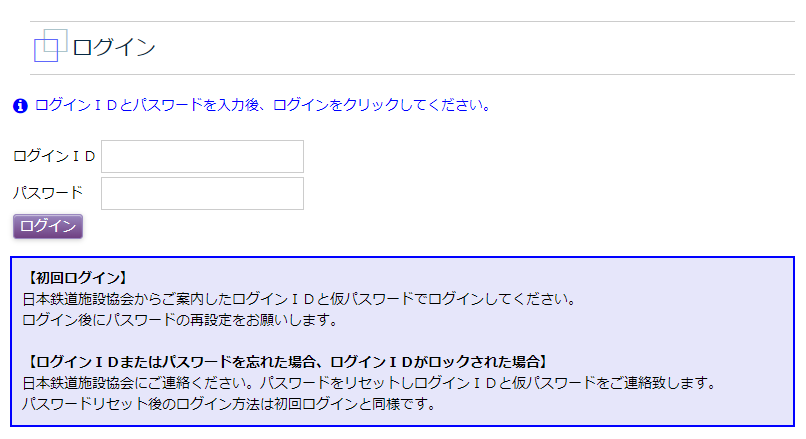 ログイン
ログインＩＤとパスワードを入力後、ログインをクリックしてください。
ログインＩＤ
パスワード
ログイン
【初回ログイン】
日本鉄道施設協会からご案内したログインＩＤと仮パスワードでログインしてください。
ログイン後にパスワードの再設定をお願いします。
【ログインＩＤまたはパスワードを忘れた場合、ログインＩＤがロックされた場合】
日本鉄道施設協会にご連絡ください。パスワードをリセットしログインＩＤと仮パスワードをご連絡致します。
パスワードリセット後のログイン方法は初回ログインと同様です。